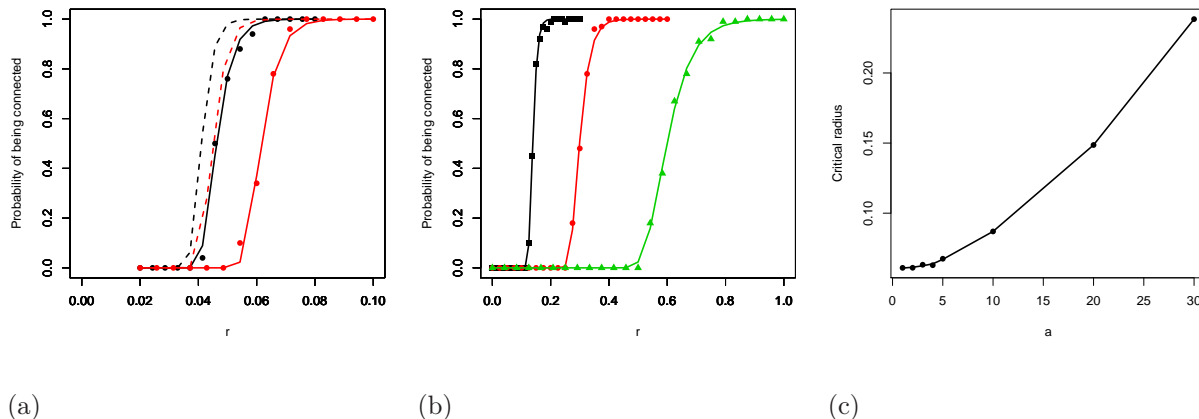 Probability of being connected
1.0
0.8
0.6
0.4
0.2
0.0
0.00 0.02 0.04 0.06 0.08 0.10
r
(a)
Probability of being connected
1.0
0.8
0.6
0.4
0.2
0.0
0.0 0.2 0.4 0.6 0.8 1.0
r
(b)
Critical radius
0.20
0.15
0.10
0 5 10 15 20 25 30
a
(c)